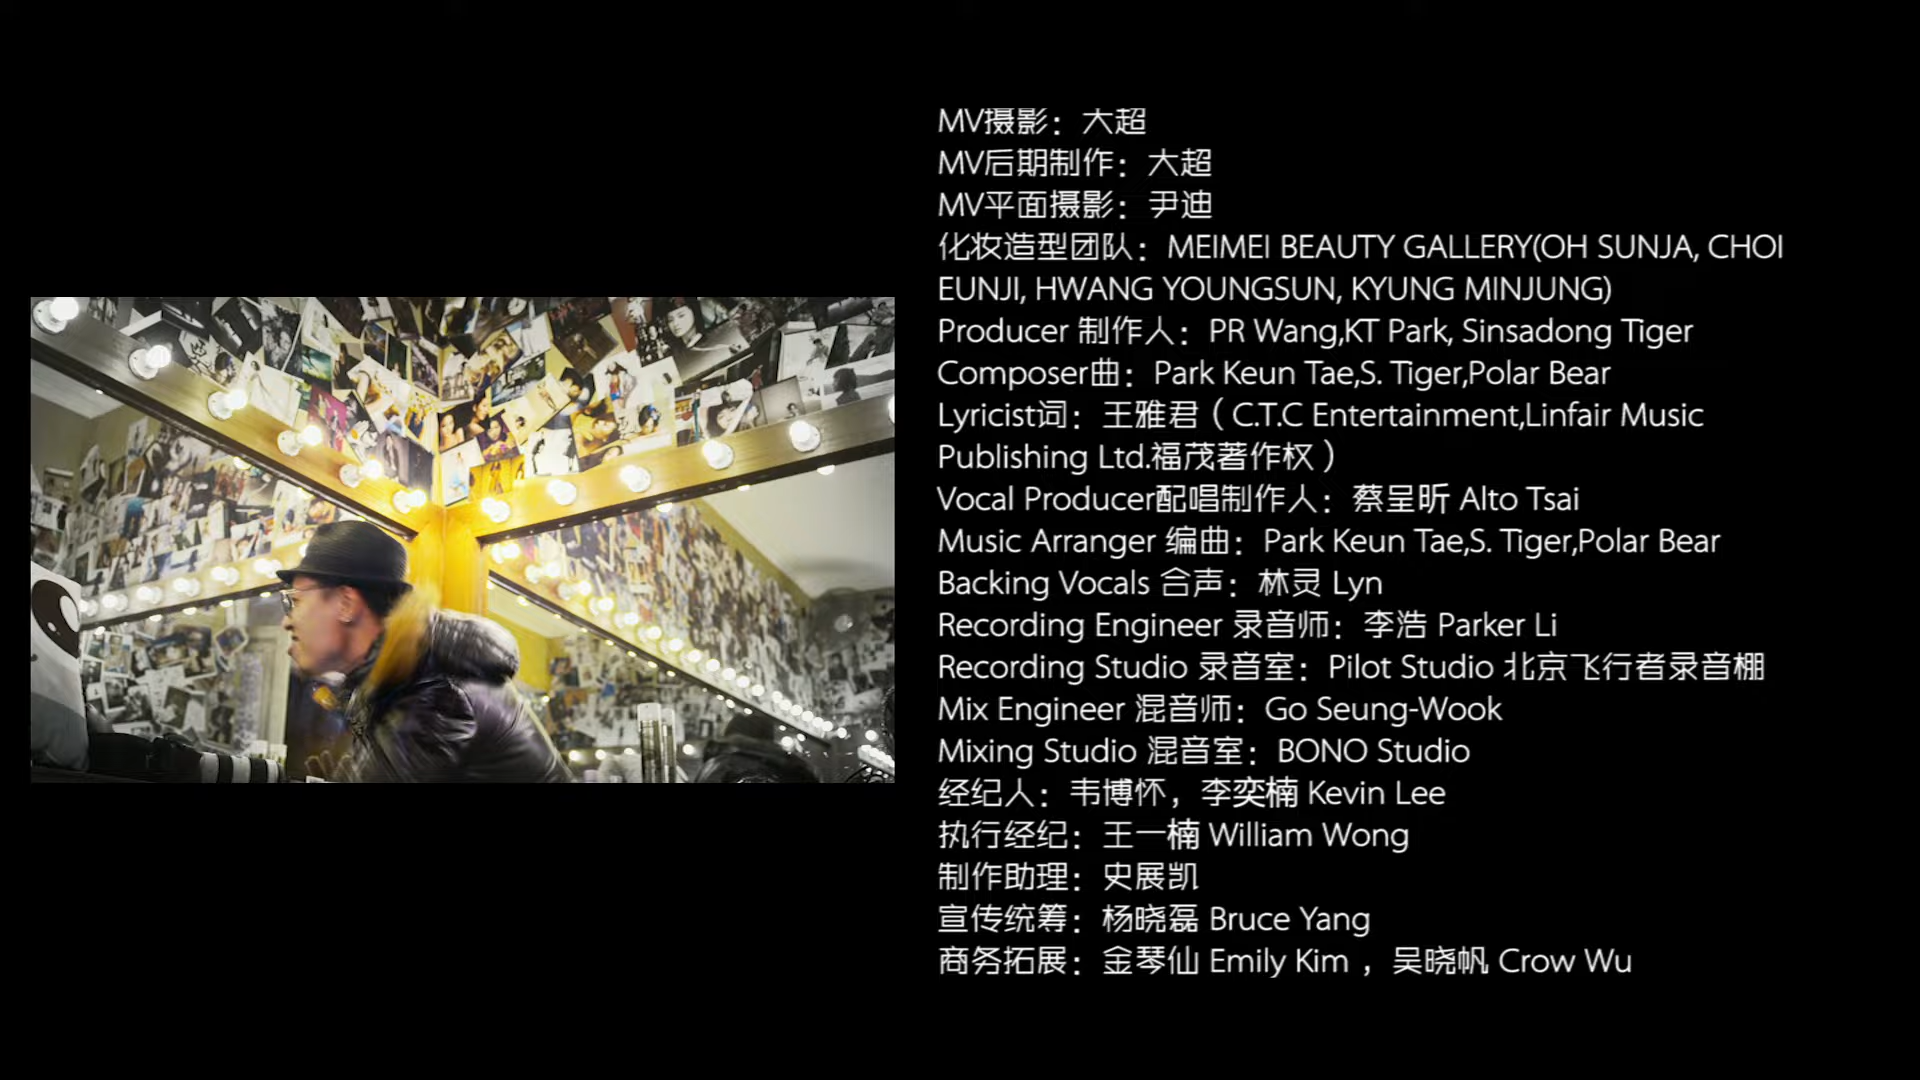 MV摄影：大超
MV后期制作：大超
MV平面摄影：尹迪
化妆造型团队：MEIMEI BEAUTY GALLERY(OH SUNJA, CHOI
EUNJI, HWANG YOUNGSUN, KYUNG MINJUNG)
Producer 制作人：PR Wang,KT Park, Sinsadong Tiger
Composer曲：Park Keun Tae,S. Tiger,Polar Bear
Lyricist词：王雅君（C.T.C Entertainment,Linfair Music
Publishing Ltd.福茂著作权）
Vocal Producer配唱制作人：蔡呈昕 Alto Tsai
Music Arranger 编曲：Park Keun Tae,S. Tiger,Polar Bear
Backing Vocals 合声：林灵 Lyn
Recording Engineer 录音师：李浩 Parker Li
Recording Studio 录音室：Pilot Studio 北京飞行者录音棚
Mix Engineer 混音师：Go Seung-Wook
Mixing Studio 混音室：BONO Studio
经纪人：韦博怀，李奕楠 Kevin Lee
执行经纪：王一楠 William Wong
制作助理：史展凯
宣传统筹：杨晓磊 Bruce Yang
商务拓展：金琴仙 Emily Kim ，吴晓帆 Crow Wu